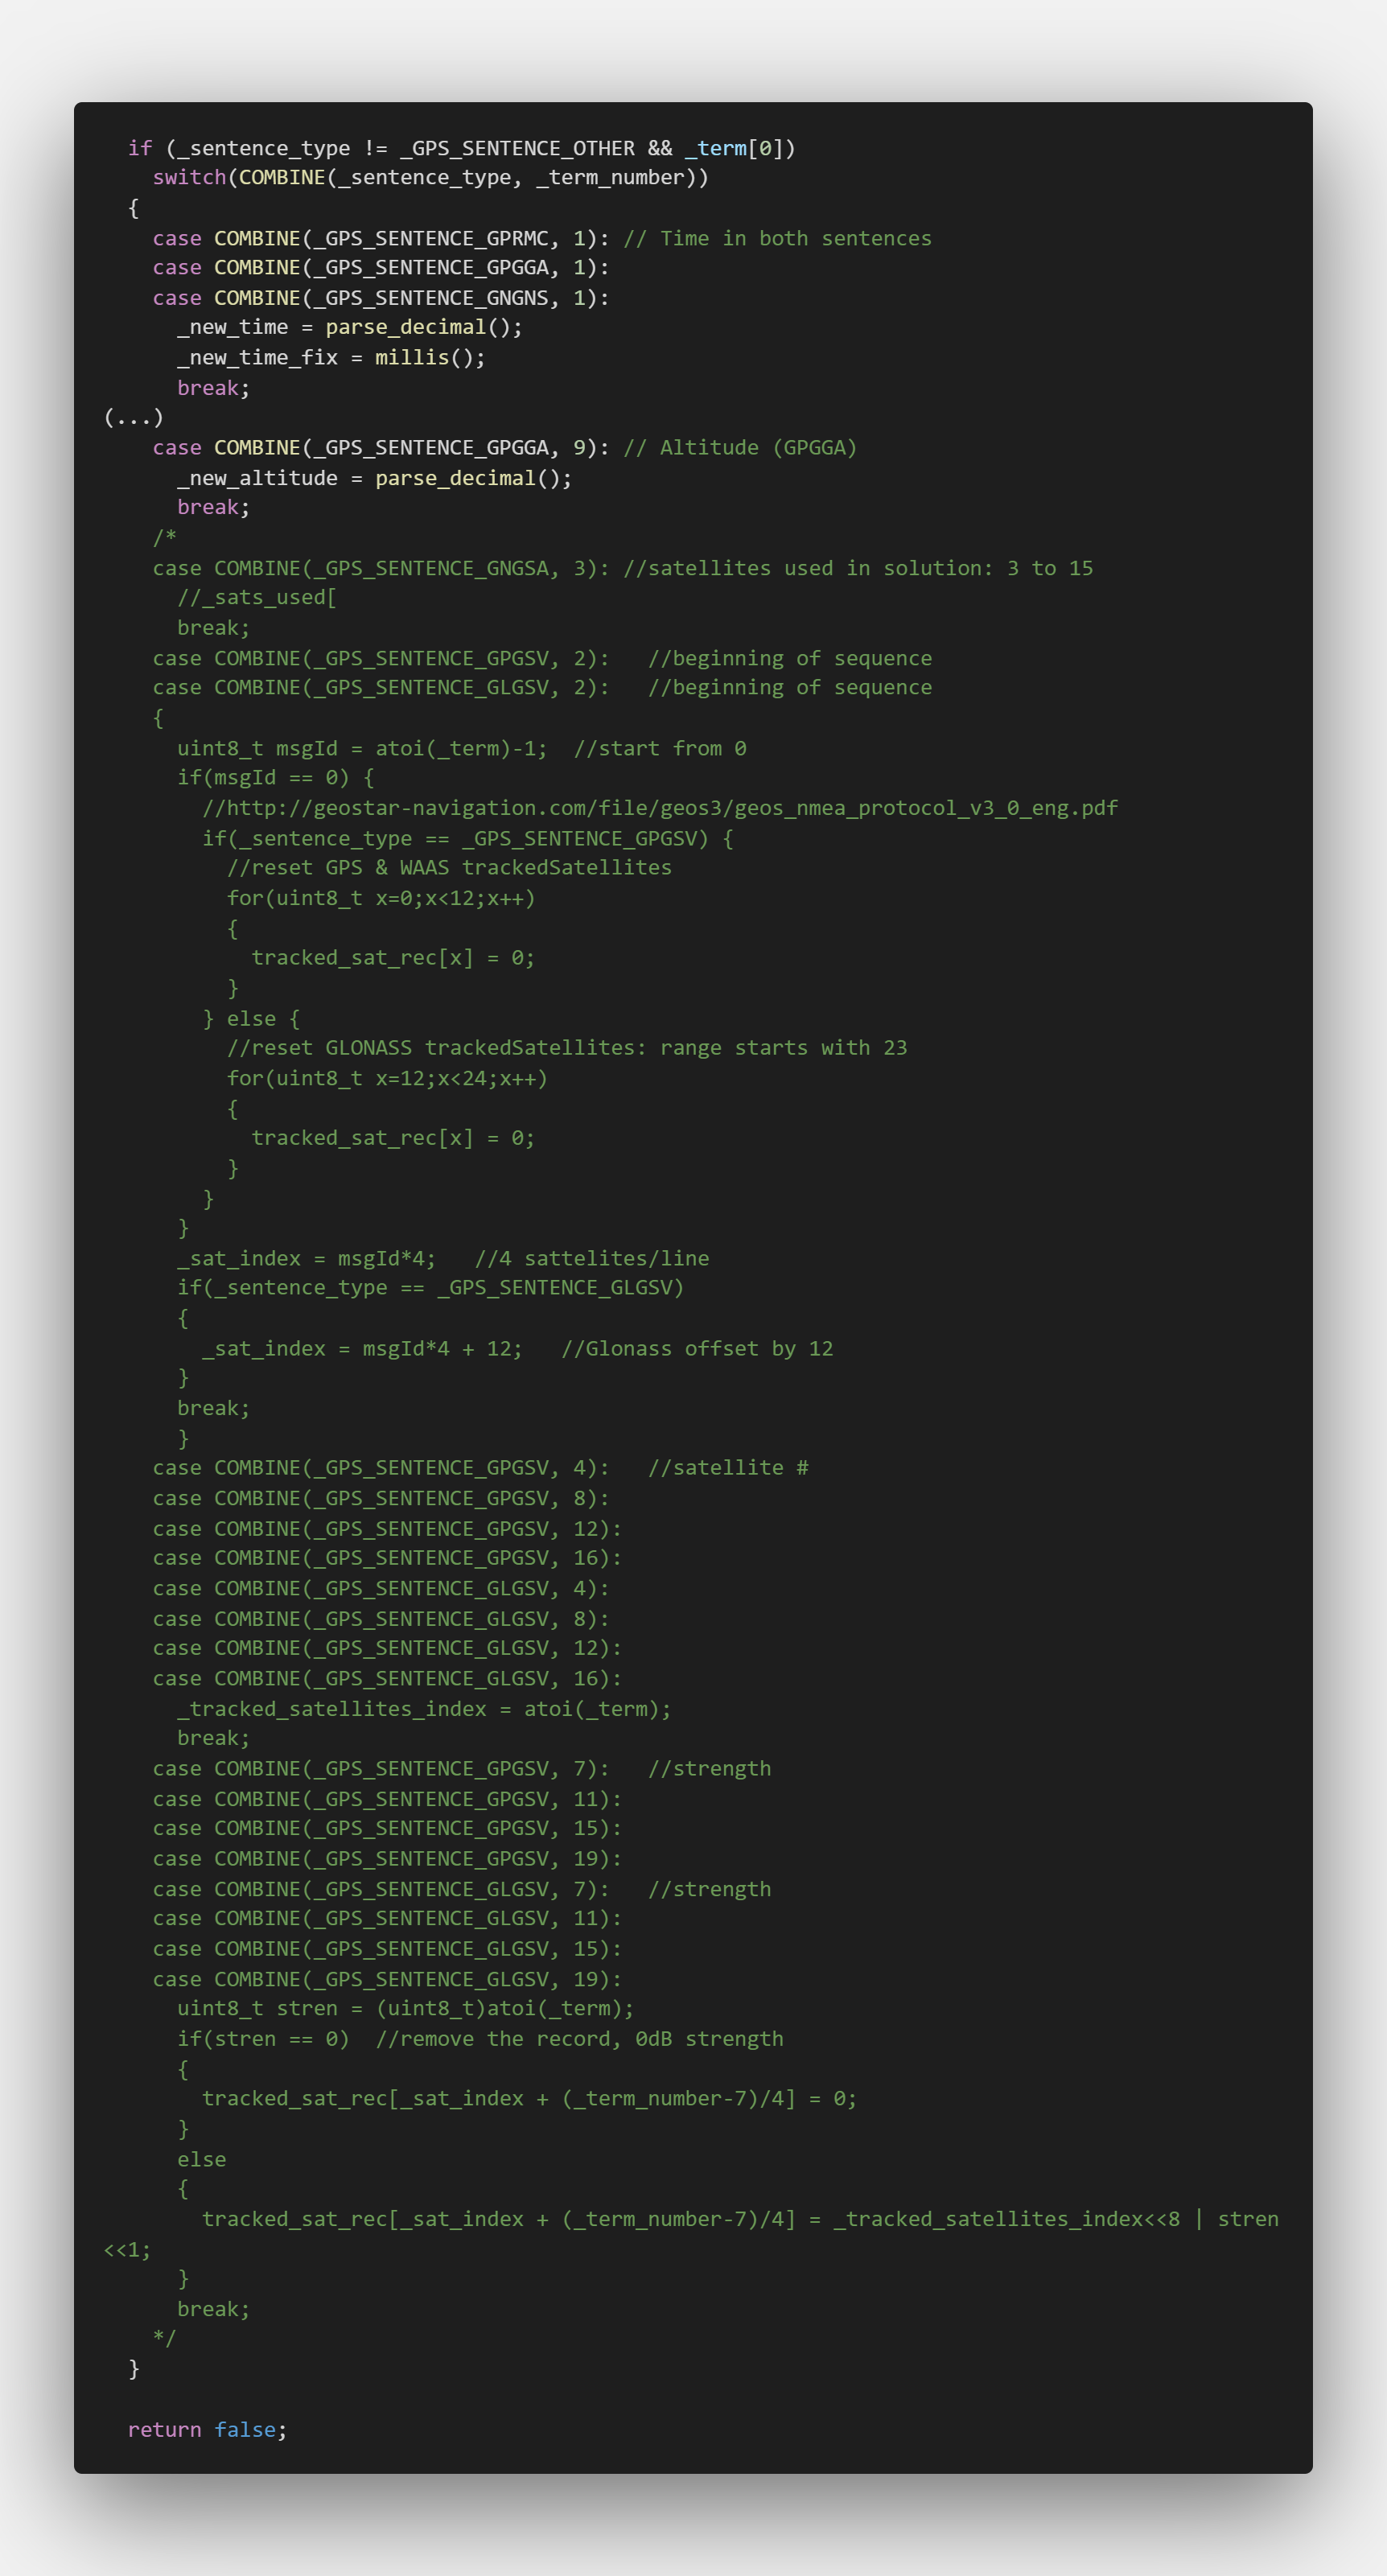 if (_sentence_type != _GPS_SENTENCE_OTHER && _term[0])
switch(COMBINE(_sentence_type, _term_number))
{
case COMBINE(_GPS_SENTENCE_GPRMC, 1): // Time in both sentences
case COMBINE(_GPS_SENTENCE_GPGGA, 1):
case COMBINE(_GPS_SENTENCE_GNGNS, 1):
_new_time = parse_decimal();
_new_time_fix = millis();
break;
(...)
case COMBINE(_GPS_SENTENCE_GPGGA, 9): // Altitude (GPGGA)
_new_altitude = parse_decimal();
break;
/*
case COMBINE(_GPS_SENTENCE_GNGSA, 3): //satellites used in solution: 3 to 15
//_sats_used[
break;
case COMBINE(_GPS_SENTENCE_GPGSV, 2):   //beginning of sequence
case COMBINE(_GPS_SENTENCE_GLGSV, 2):   //beginning of sequence
{
uint8_t msgId = atoi(_term)-1;  //start from 0
if(msgId == 0) {
//http://geostar-navigation.com/file/geos3/geos_nmea_protocol_v3_0_eng.pdf
if(_sentence_type == _GPS_SENTENCE_GPGSV) {
//reset GPS & WAAS trackedSatellites
for(uint8_t x=0;x<12;x++)
{
tracked_sat_rec[x] = 0;
}
} else {
//reset GLONASS trackedSatellites: range starts with 23
for(uint8_t x=12;x<24;x++)
{
tracked_sat_rec[x] = 0;
}
}
}
_sat_index = msgId*4;   //4 sattelites/line
if(_sentence_type == _GPS_SENTENCE_GLGSV)
{
_sat_index = msgId*4 + 12;   //Glonass offset by 12
}
break;
}
case COMBINE(_GPS_SENTENCE_GPGSV, 4):   //satellite #
case COMBINE(_GPS_SENTENCE_GPGSV, 8):
case COMBINE(_GPS_SENTENCE_GPGSV, 12):
case COMBINE(_GPS_SENTENCE_GPGSV, 16):
case COMBINE(_GPS_SENTENCE_GLGSV, 4):
case COMBINE(_GPS_SENTENCE_GLGSV, 8):
case COMBINE(_GPS_SENTENCE_GLGSV, 12):
case COMBINE(_GPS_SENTENCE_GLGSV, 16):
_tracked_satellites_index = atoi(_term);
break;
case COMBINE(_GPS_SENTENCE_GPGSV, 7):   //strength
case COMBINE(_GPS_SENTENCE_GPGSV, 11):
case COMBINE(_GPS_SENTENCE_GPGSV, 15):
case COMBINE(_GPS_SENTENCE_GPGSV, 19):
case COMBINE(_GPS_SENTENCE_GLGSV, 7):   //strength
case COMBINE(_GPS_SENTENCE_GLGSV, 11):
case COMBINE(_GPS_SENTENCE_GLGSV, 15):
case COMBINE(_GPS_SENTENCE_GLGSV, 19):
uint8_t stren = (uint8_t)atoi(_term);
if(stren == 0)  //remove the record, 0dB strength
{
tracked_sat_rec[_sat_index + (_term_number-7)/4] = 0;
}
else
{
tracked_sat_rec[_sat_index + (_term_number-7)/4] = _tracked_satellites_index<<8 | stren
<<1;
}
break;
*/
}
return false;